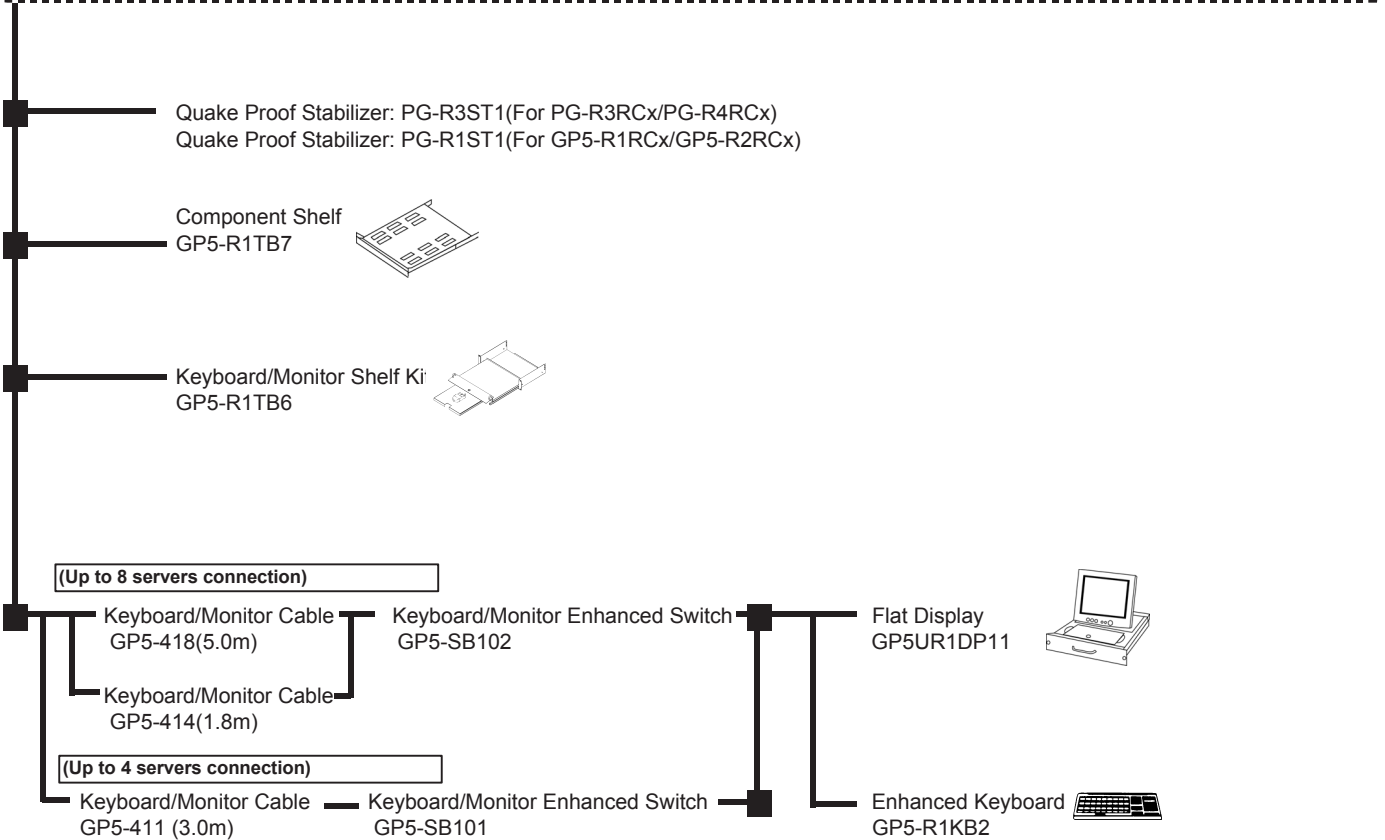 Quake Proof Stabilizer: PG-R3ST1(For PG-R3RCx/PG-R4RCx)
Quake Proof Stabilizer: PG-R1ST1(For GP5-R1RCx/GP5-R2RCx)
Component Shelf
GP5-R1TB7
Keyboard/Monitor Shelf
GP5-R1TB6
(Up to 8 servers connection)
Keyboard/Monitor Cable
GP5-418(5.0m)
Keyboard/Monitor Enhanced Switch
GP5-SB102
Flat Display
GP5UR1DP11
Keyboard/Monitor Cable
GP5-414(1.8m)
(Up to 4 servers connection)
Keyboard/Monitor Cable
GP5-411 (3.0m)
Keyboard/Monitor Enhanced Switch
GP5-SB101
Enhanced Keyboard
GP5-R1KB2